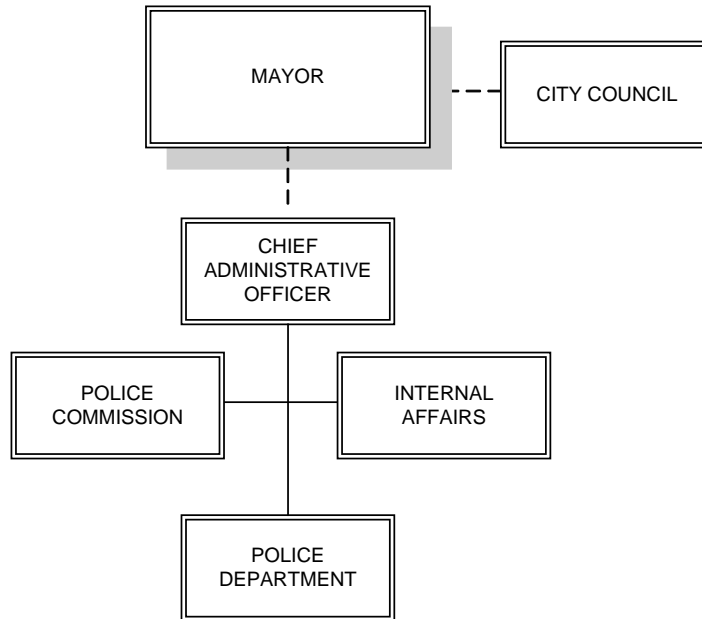 MAYOR
CITY COUNCIL
CHIEF
ADMINISTRATIVE
OFFICER
POLICE
COMMISSION
INTERNAL
AFFAIRS
POLICE
DEPARTMENT